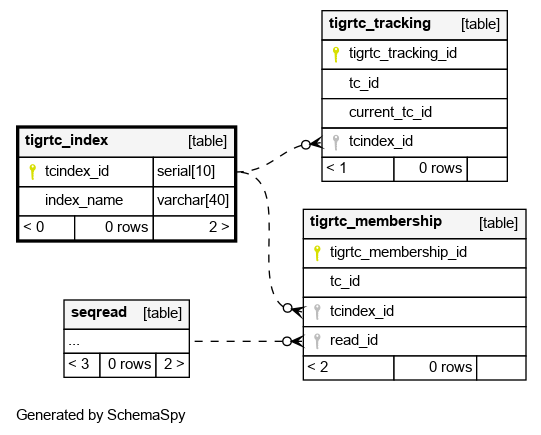 tigrtc_tracking [table]
tigrtc_tracking_id
tc_id
current_tc_id
tcindex_id
< 1 0 rows
tigrtc_index [table]
tcindex_id serial[10]
index_name varchar[40]
< 0 0 rows 2 >
tigrtc_membership [table]
tigrtc_membership_id
tc_id
tcindex_id
read_id
< 2 0 rows
seqread [table]
...
< 3 0 rows 2 >
Generated by SchemaSpy